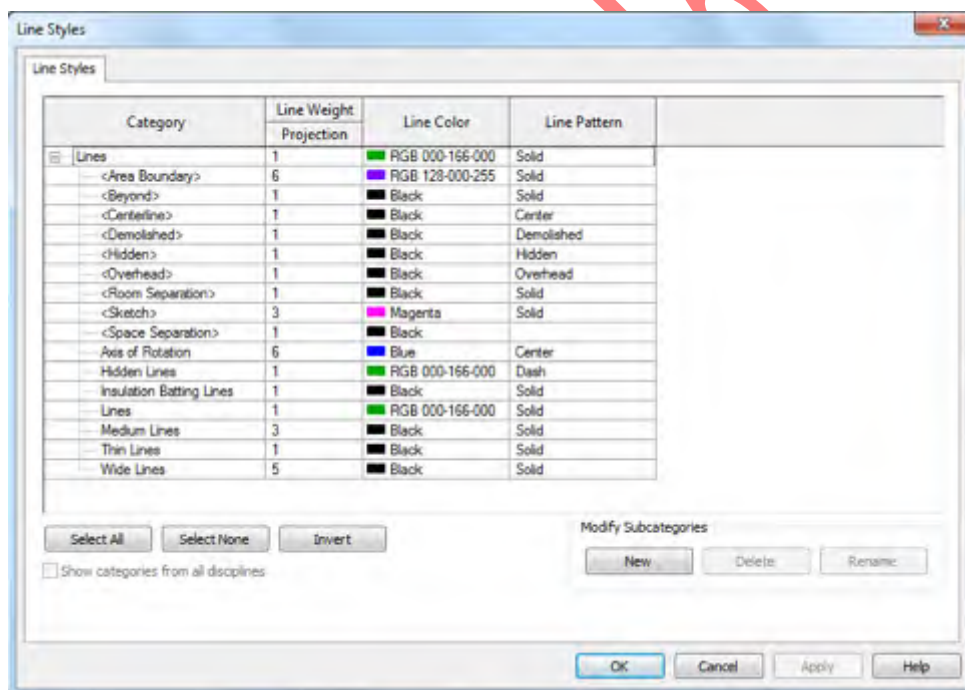 Line Styles
Line Styles
Category Line Weight Line Color Line Pattern
Projection
Lines 1 RGB 000-166-000 Solid
<Area Boundary> 6 RGB 128-000-255 Solid
<Beyond> 1 Black Solid
<Centerline> 1 Black Center
<Demolished> 1 Black Demolished
<Hidden> 1 Black Hidden
<Overhead> 1 Black Overhead
<Room Separation> 1 Black Solid
<Sketch> 3 Magenta Solid
<Space Separation> 1 Black
Axis of Rotation 6 Blue Center
Hidden Lines 1 RGB 000-166-000 Dash
Insulation Batting Lines 1 Black Solid
Lines 1 RGB 000-166-000 Solid
Medium Lines 3 Black Solid
Thin Lines 1 Black Solid
Wide Lines 5 Black Solid
Select All Select None Invert
Modify Subcategories
New Delete Rename
Show categories from all disciplines
OK Cancel Apply Help